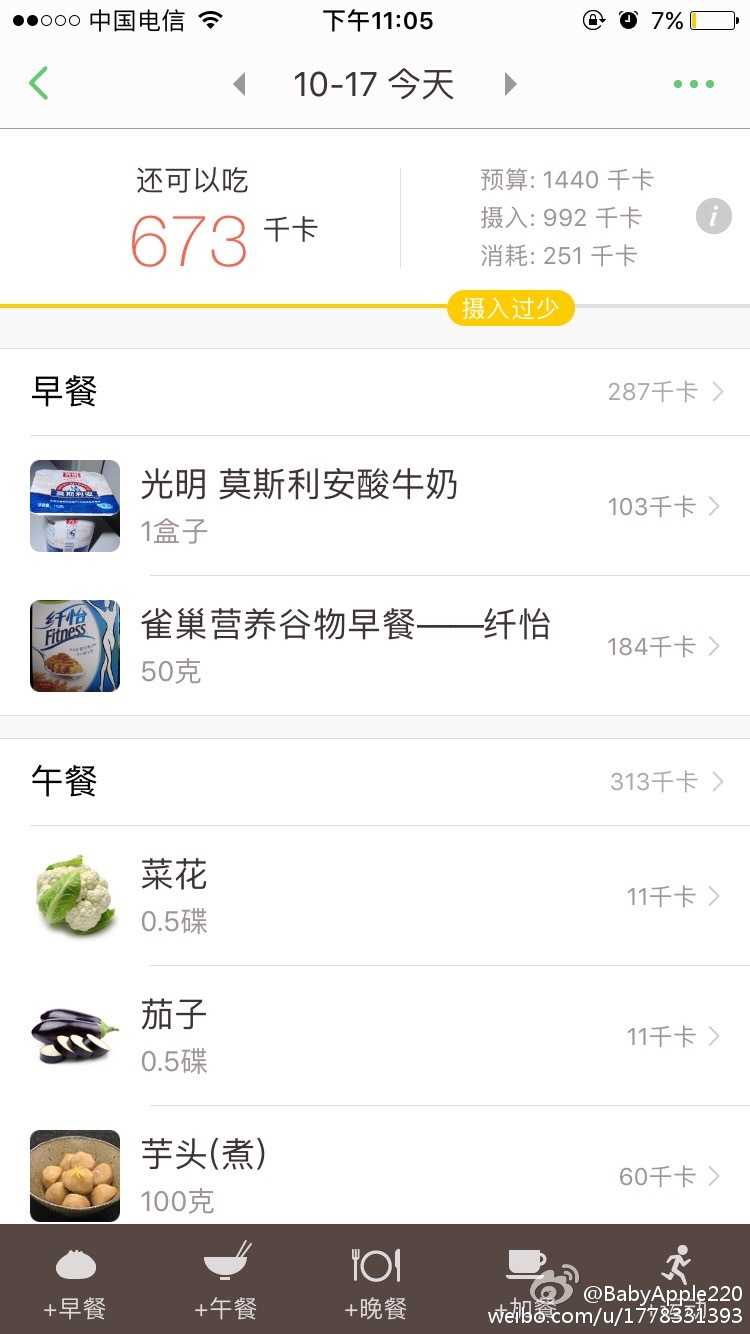 中国电信 下午11:05 7%
10-17 今天
还可以吃
673 千卡
预算: 1440 千卡
摄入: 992 千卡
消耗: 251 千卡
摄入过少
早餐 287千卡
光明 莫斯利安酸牛奶
1盒子
103千卡
莫斯利安
雀巢营养谷物早餐——纤怡
50克
184千卡
纤怡
Fitness
午餐 313千卡
菜花
0.5碟
11千卡
茄子
0.5碟
11千卡
芋头(煮)
100克
60千卡
+早餐 +午餐 +晚餐 +加餐 +运动
@BabyApple220
weibo.com/u/1778331393